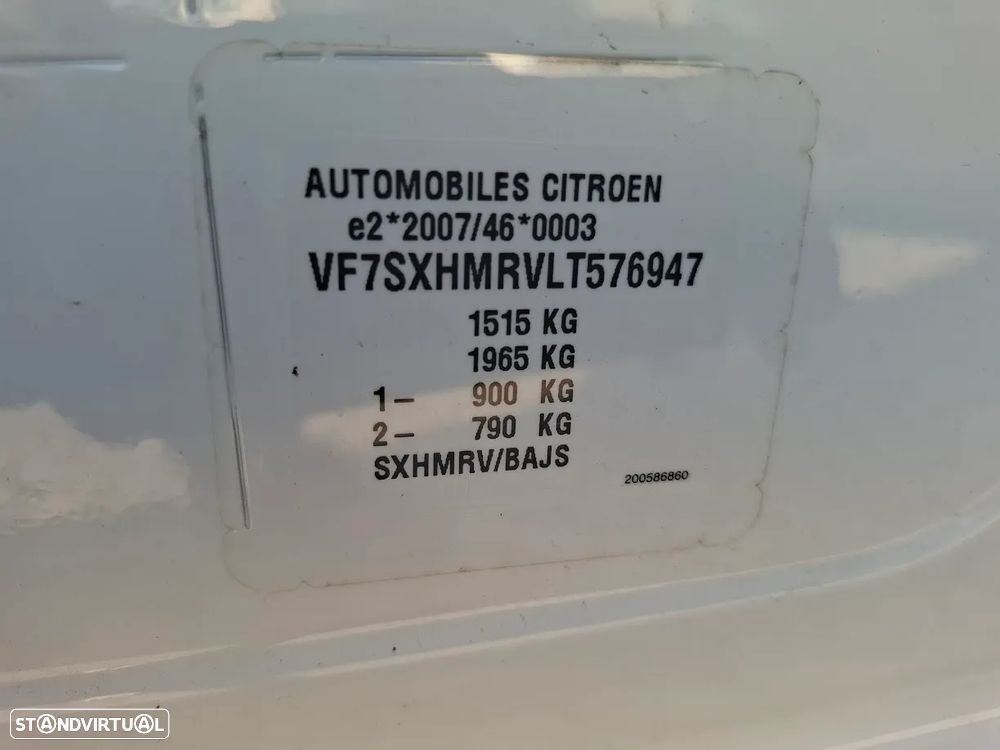 AUTOMOBILES CITROEN
e2*2007/46*0003
VF7SXHMRVLT576947
1515 KG
1965 KG
1– 900 KG
2– 790 KG
SXHMRV/BAJS
200586860
STANDVIRTUAL